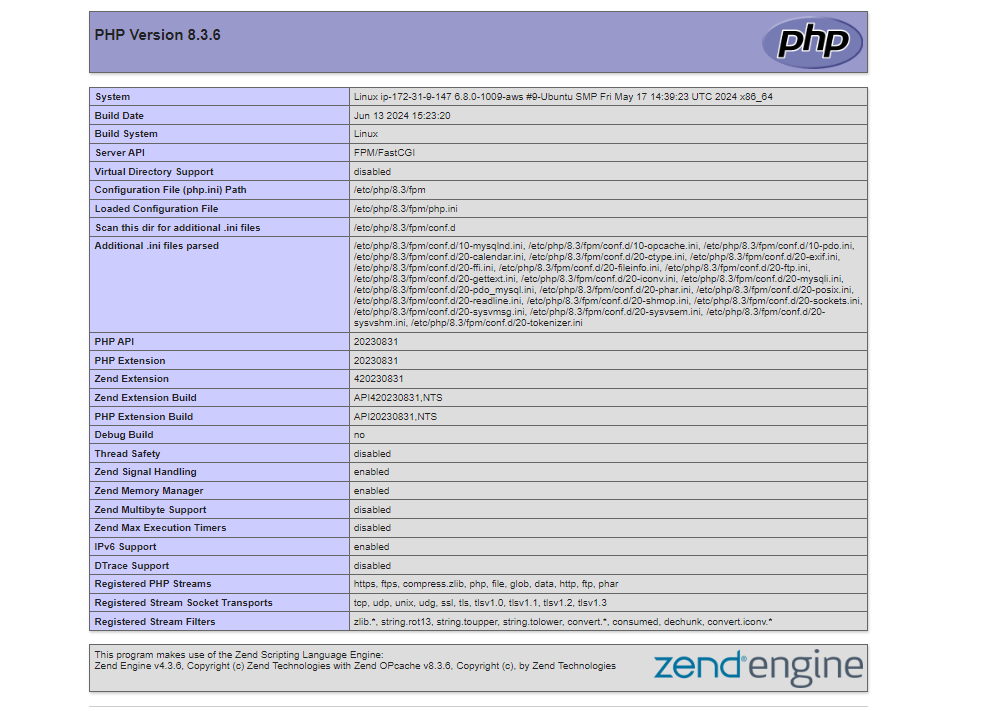 PHP Version 8.3.6
php
System Linux ip-172-31-9-147 6.8.0-1009-aws #9-Ubuntu SMP Fri May 17 14:39:23 UTC 2024 x86_64
Build Date Jun 13 2024 15:23:20
Build System Linux
Server API FPM/FastCGI
Virtual Directory Support disabled
Configuration File (php.ini) Path /etc/php/8.3/fpm
Loaded Configuration File /etc/php/8.3/fpm/php.ini
Scan this dir for additional .ini files /etc/php/8.3/fpm/conf.d
Additional .ini files parsed /etc/php/8.3/fpm/conf.d/10-mysqlnd.ini, /etc/php/8.3/fpm/conf.d/10-opcache.ini, /etc/php/8.3/fpm/conf.d/10-pdo.ini,
/etc/php/8.3/fpm/conf.d/20-calendar.ini, /etc/php/8.3/fpm/conf.d/20-ctype.ini, /etc/php/8.3/fpm/conf.d/20-exif.ini,
/etc/php/8.3/fpm/conf.d/20-ffi.ini, /etc/php/8.3/fpm/conf.d/20-fileinfo.ini, /etc/php/8.3/fpm/conf.d/20-ftp.ini,
/etc/php/8.3/fpm/conf.d/20-gettext.ini, /etc/php/8.3/fpm/conf.d/20-iconv.ini, /etc/php/8.3/fpm/conf.d/20-mysqli.ini,
/etc/php/8.3/fpm/conf.d/20-pdo_mysql.ini, /etc/php/8.3/fpm/conf.d/20-phar.ini, /etc/php/8.3/fpm/conf.d/20-posix.ini,
/etc/php/8.3/fpm/conf.d/20-readline.ini, /etc/php/8.3/fpm/conf.d/20-shmop.ini, /etc/php/8.3/fpm/conf.d/20-sockets.ini,
/etc/php/8.3/fpm/conf.d/20-sysvmsg.ini, /etc/php/8.3/fpm/conf.d/20-sysvsem.ini, /etc/php/8.3/fpm/conf.d/20-
sysvshm.ini, /etc/php/8.3/fpm/conf.d/20-tokenizer.ini
PHP API 20230831
PHP Extension 20230831
Zend Extension 420230831
Zend Extension Build API420230831,NTS
PHP Extension Build API20230831,NTS
Debug Build no
Thread Safety disabled
Zend Signal Handling enabled
Zend Memory Manager enabled
Zend Multibyte Support disabled
Zend Max Execution Timers disabled
IPv6 Support enabled
DTrace Support disabled
Registered PHP Streams https, ftps, compress.zlib, php, file, glob, data, http, ftp, phar
Registered Stream Socket Transports tcp, udp, unix, udg, ssl, tls, tlsv1.0, tlsv1.1, tlsv1.2, tlsv1.3
Registered Stream Filters zlib.*, string.rot13, string.toupper, string.tolower, convert.*, consumed, dechunk, convert.iconv.*
This program makes use of the Zend Scripting Language Engine:
Zend Engine v4.3.6, Copyright (c) Zend Technologies with Zend OPcache v8.3.6, Copyright (c), by Zend Technologies
zend® engine